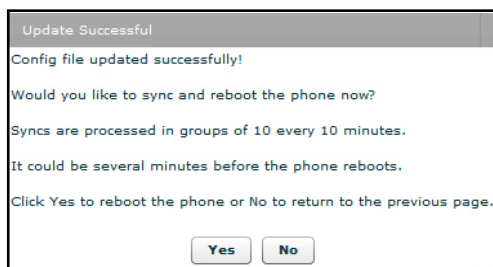 Update Successful
Config file updated successfully!
Would you like to sync and reboot the phone now?
Syncs are processed in groups of 10 every 10 minutes.
It could be several minutes before the phone reboots.
Click Yes to reboot the phone or No to return to the previous page.
Yes No